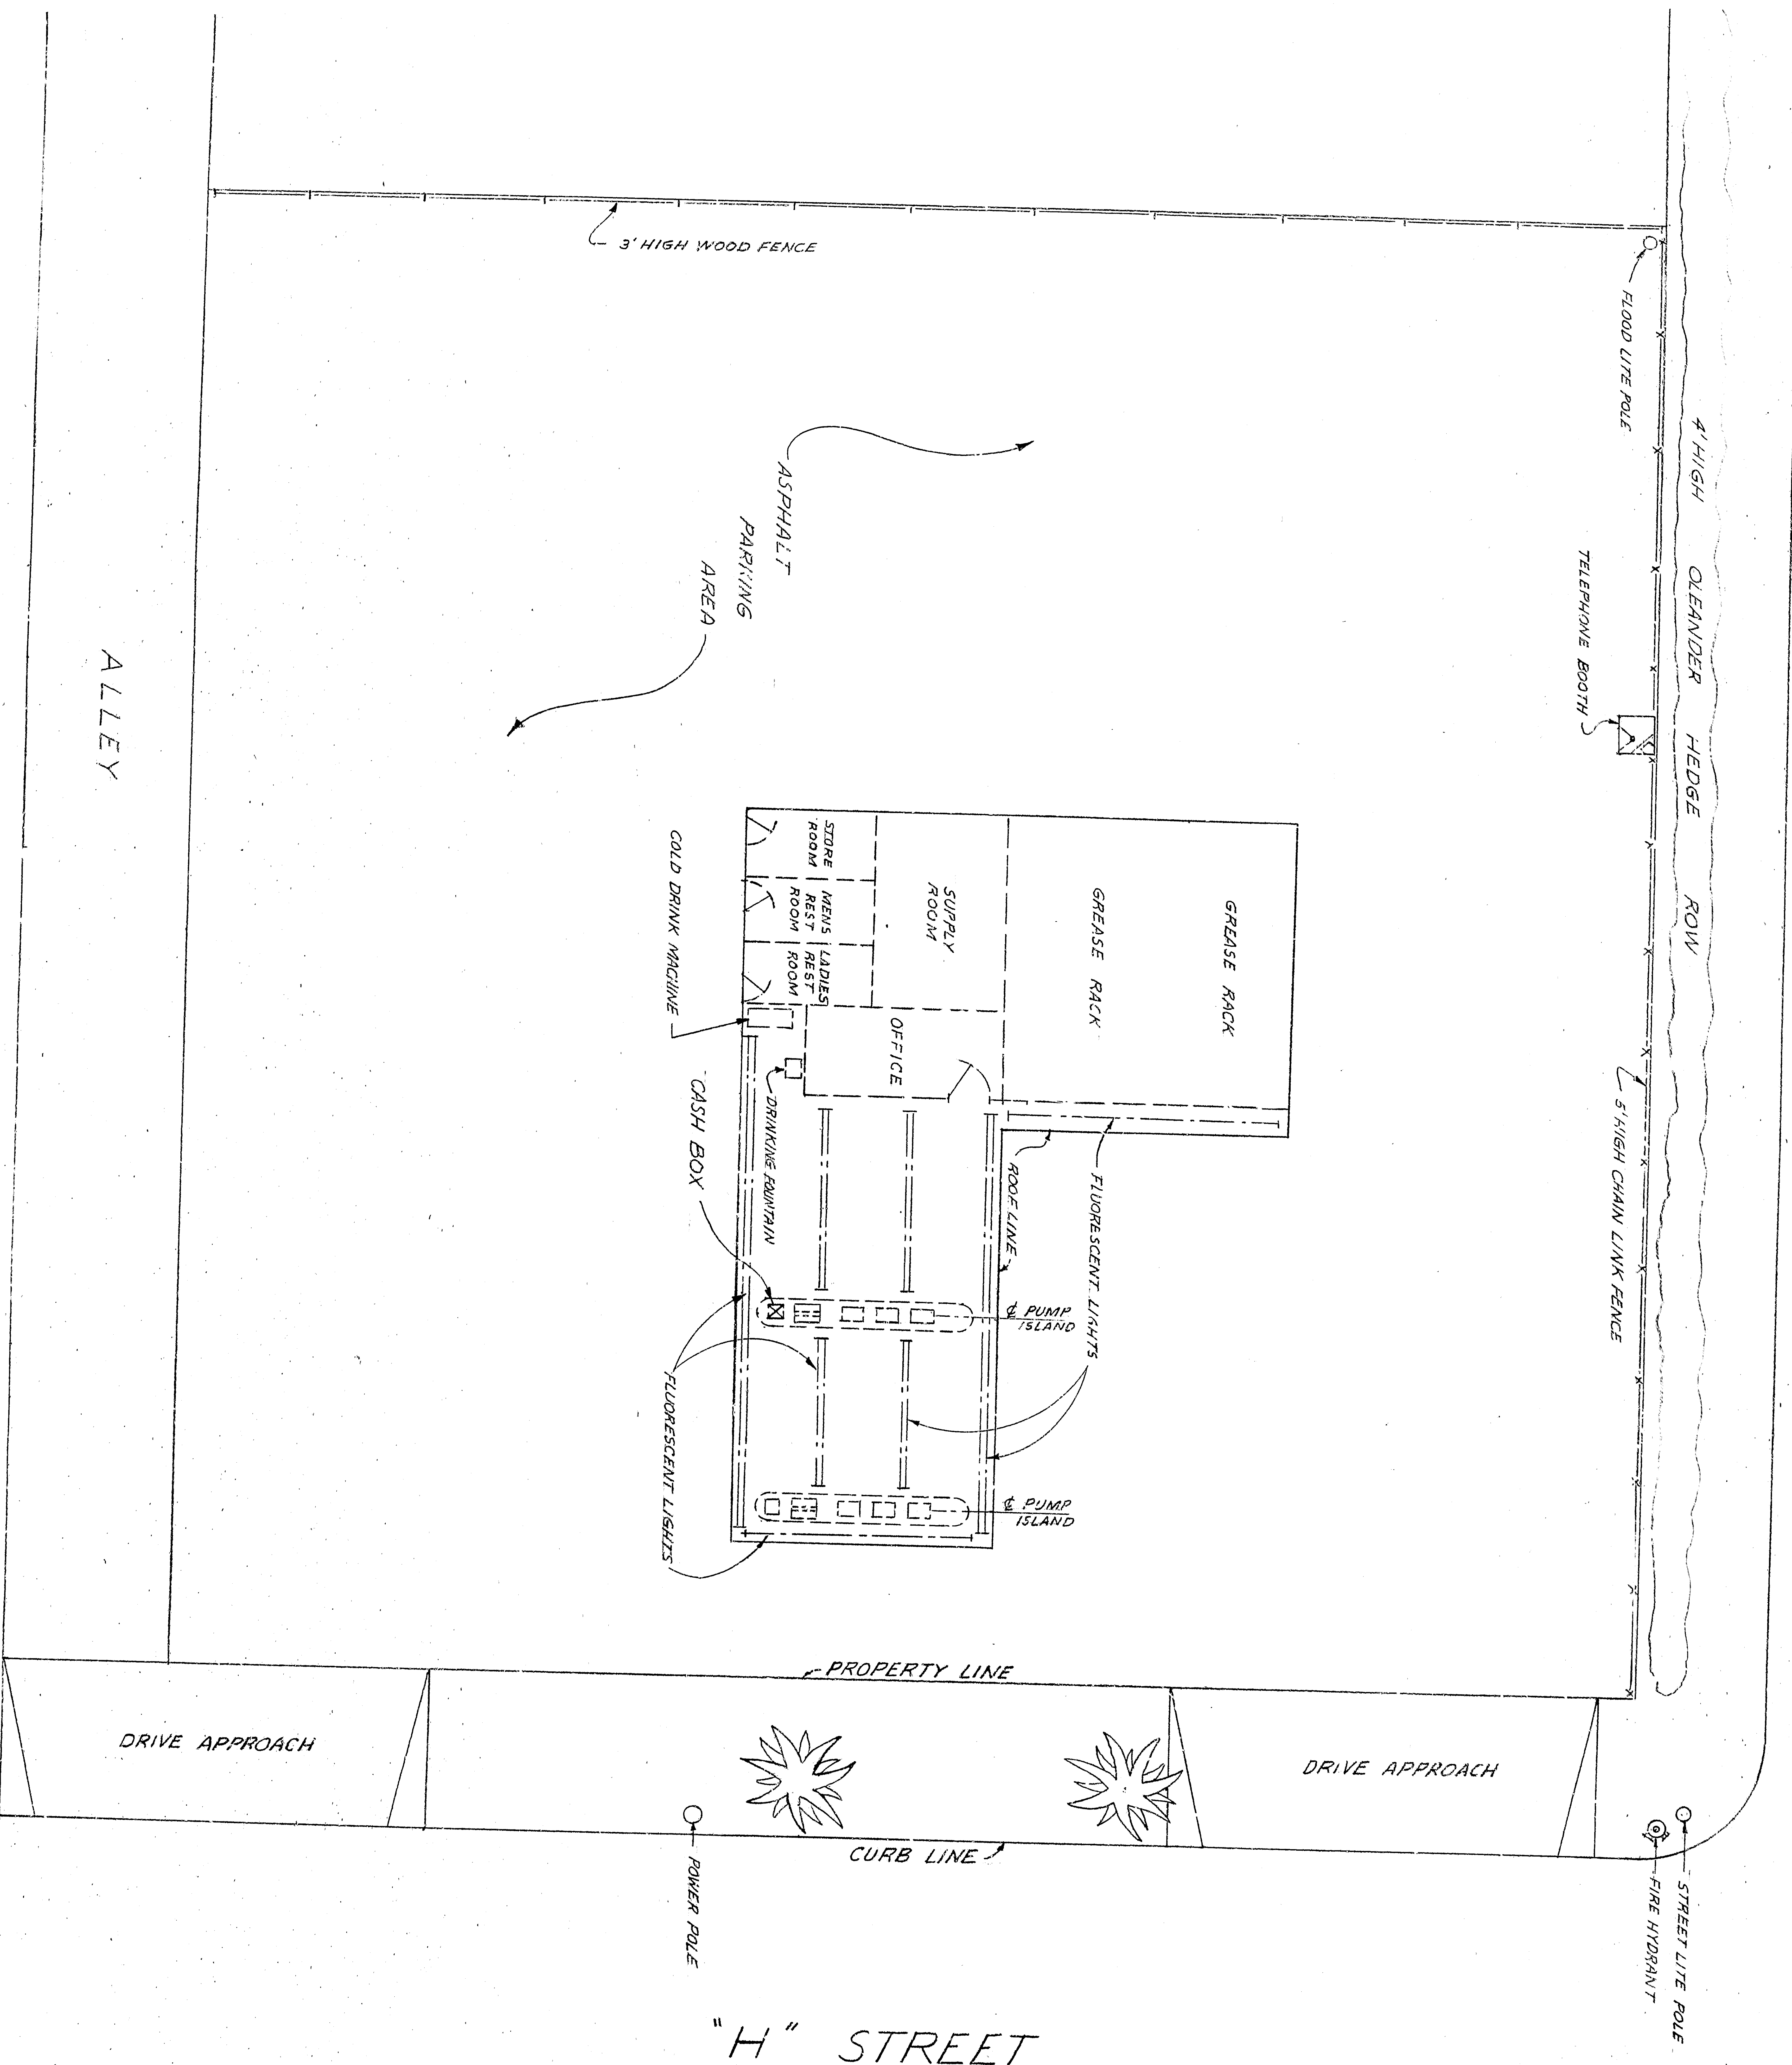 3' HIGH WOOD FENCE
FLOOD LITE POLE
4' HIGH OLEANDER HEDGE ROW
ASPHALT
PARKING
AREA
TELEPHONE BOOTH
ALLEY
STORE
ROOM
MENS
REST
ROOM
LADIES
REST
ROOM
SUPPLY
ROOM
GREASE RACK
GREASE RACK
COLD DRINK MACHINE
OFFICE
5' HIGH CHAIN LINK FENCE
CASH BOX
DRINKING FOUNTAIN
ROOF LINE
FLUORESCENT LIGHTS
℄ PUMP
ISLAND
FLUORESCENT LIGHTS
℄ PUMP
ISLAND
PROPERTY LINE
DRIVE APPROACH
DRIVE APPROACH
CURB LINE
POWER POLE
FIRE HYDRANT
STREET LITE POLE
"H" STREET